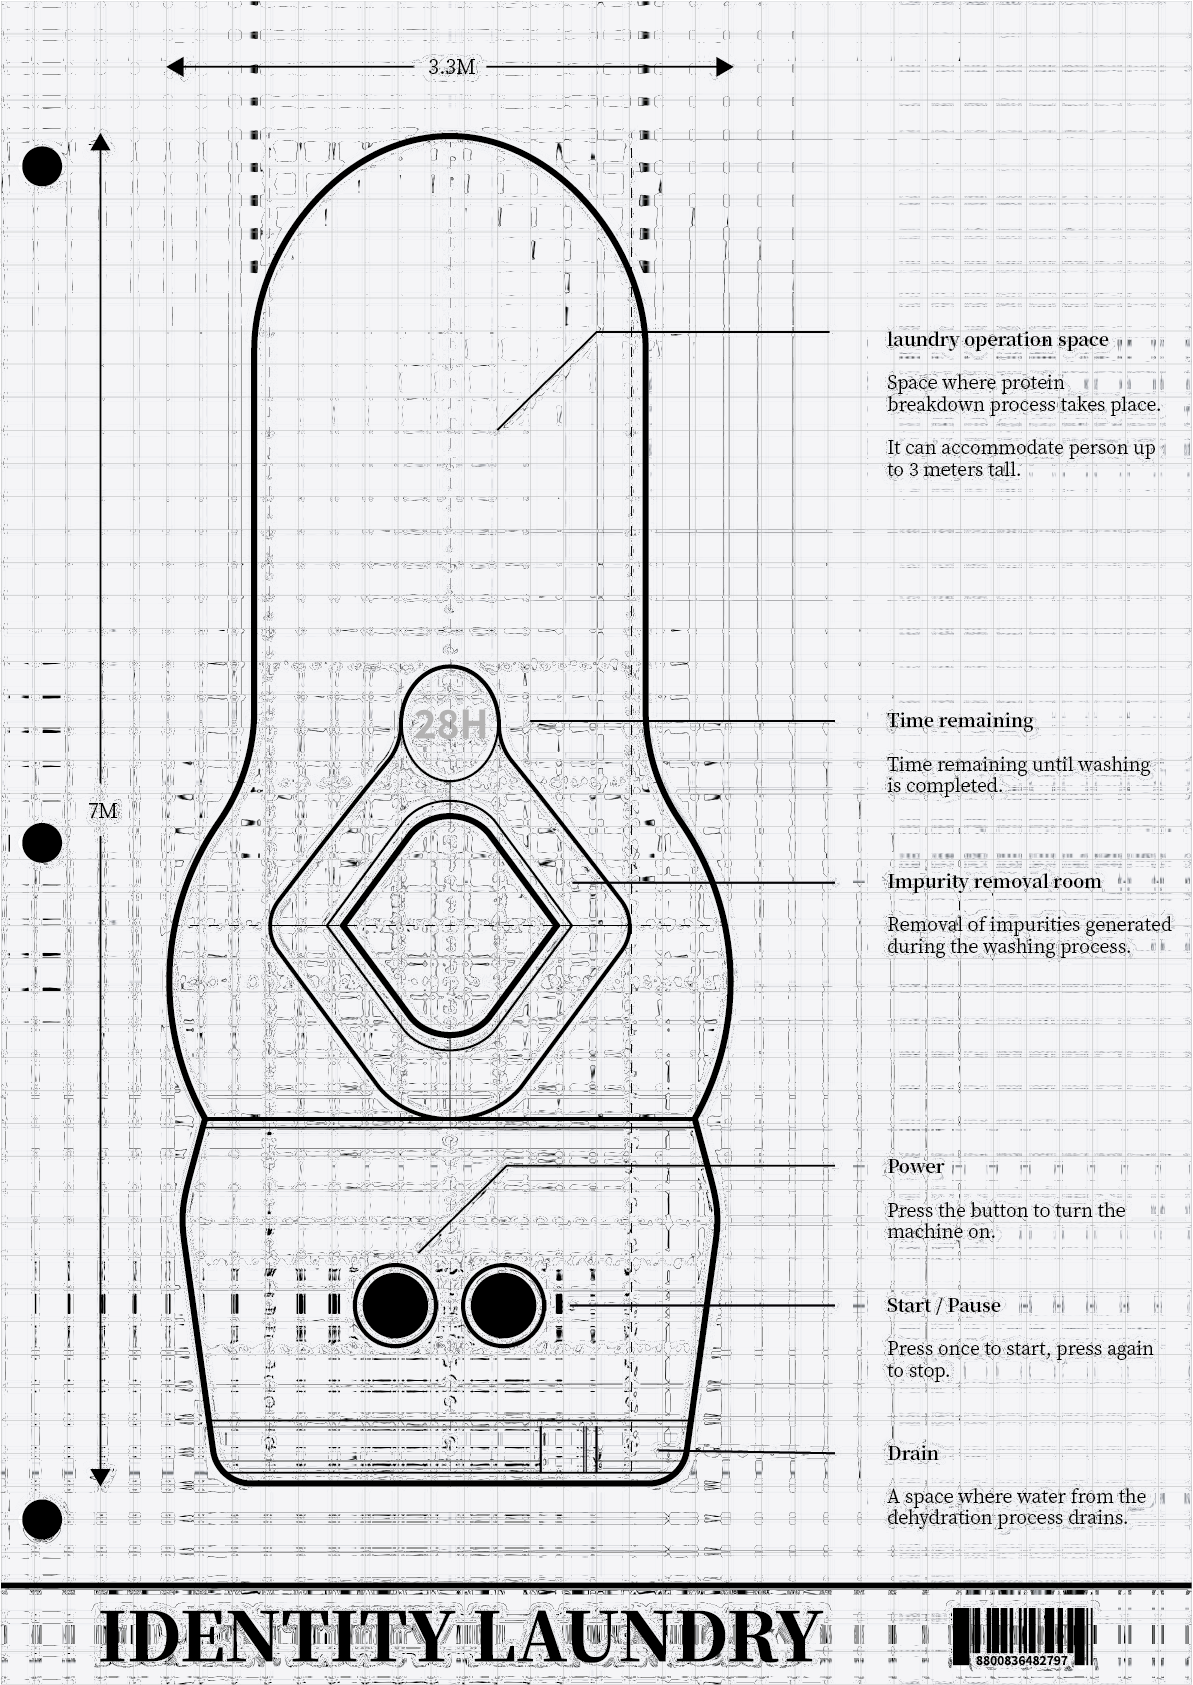 3.3M
laundry operation space
Space where protein
breakdown process takes place.
It can accommodate person up
to 3 meters tall.
28H
Time remaining
Time remaining until washing
is completed.
7M
Impurity removal room
Removal of impurities generated
during the washing process.
Power
Press the button to turn the
machine on.
Start / Pause
Press once to start, press again
to stop.
Drain
A space where water from the
dehydration process drains.
IDENTITY LAUNDRY
8800836482797